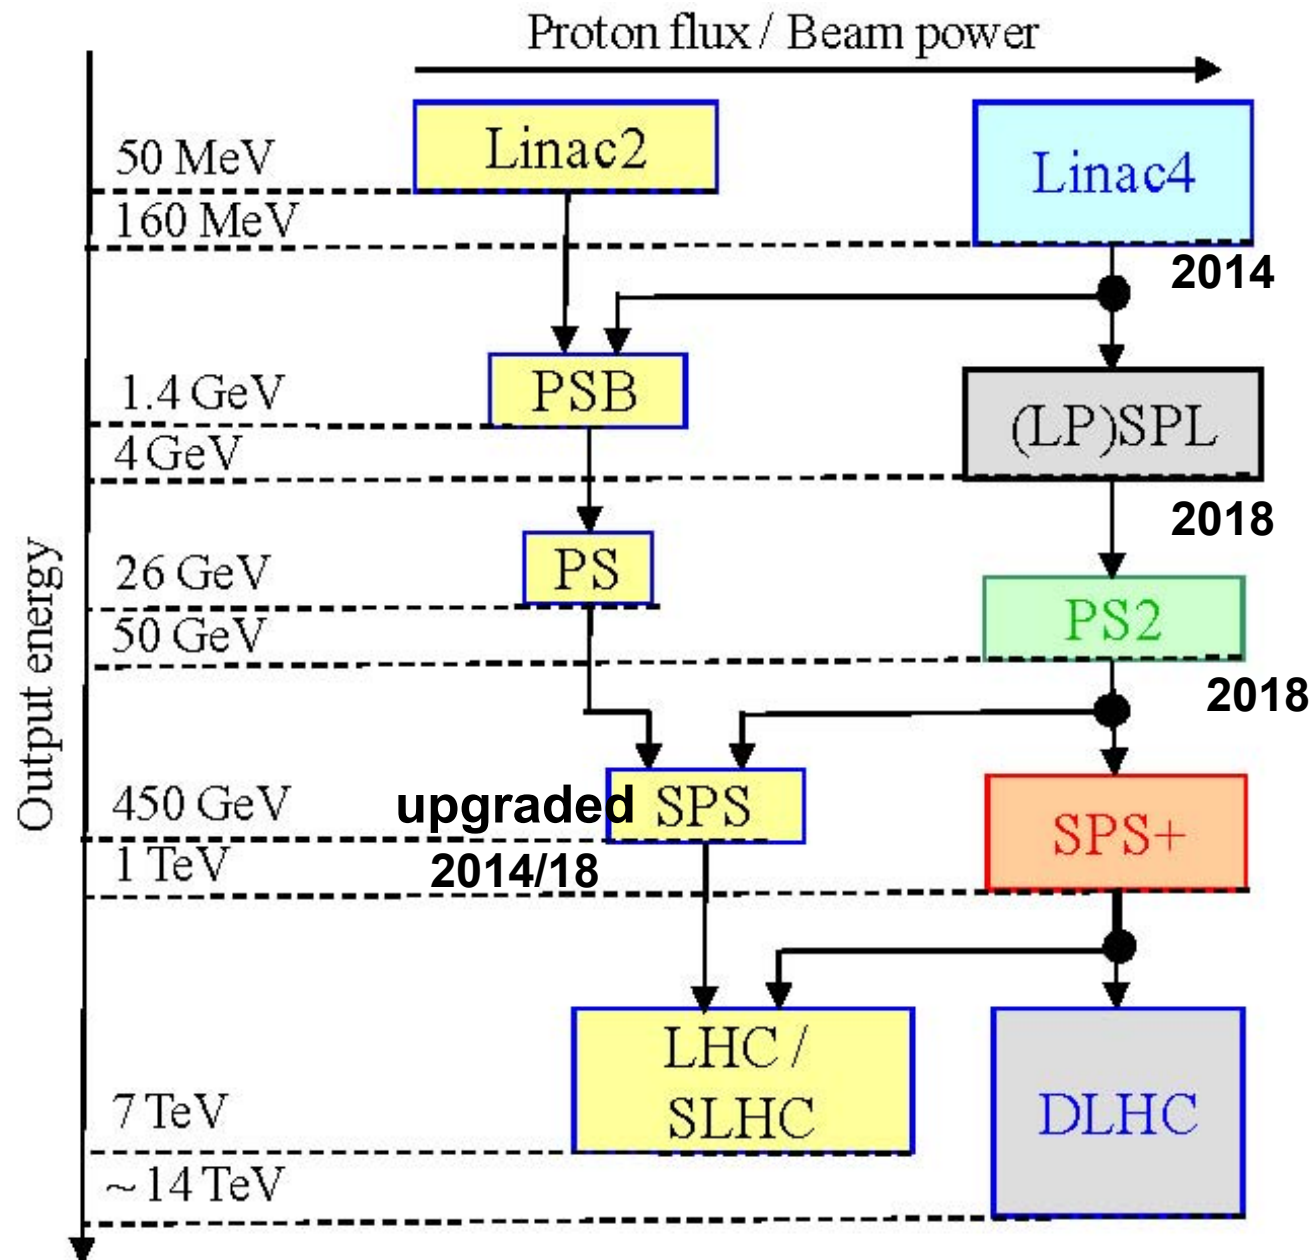 Proton flux / Beam power
Linac2
50 MeV
Linac4
160 MeV
2014
PSB
1.4 GeV
(LP)SPL
4 GeV
2018
PS
26 GeV
PS2
50 GeV
2018
Output energy
450 GeV
upgraded
SPS
SPS+
1 TeV
2014/18
LHC /
SLHC
DLHC
7 TeV
~14 TeV